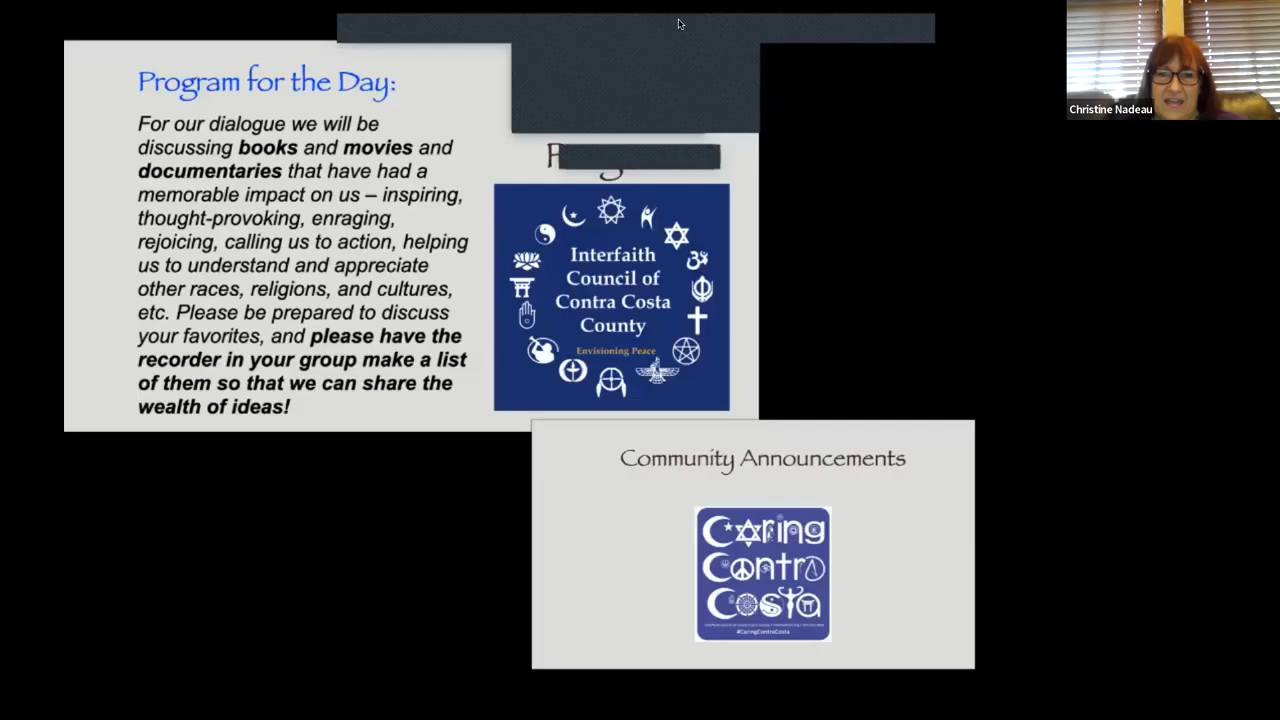 Program for the Day:
For our dialogue we will be
discussing books and movies and
documentaries that have had a
memorable impact on us – inspiring,
thought-provoking, enraging,
rejoicing, calling us to action, helping
us to understand and appreciate
other races, religions, and cultures,
etc. Please be prepared to discuss
your favorites, and please have the
recorder in your group make a list
of them so that we can share the
wealth of ideas!
Interfaith
Council of
Contra Costa
County
Envisioning Peace
Christine Nadeau
Community Announcements
Caring
Contra
Costa
#CaringContraCosta